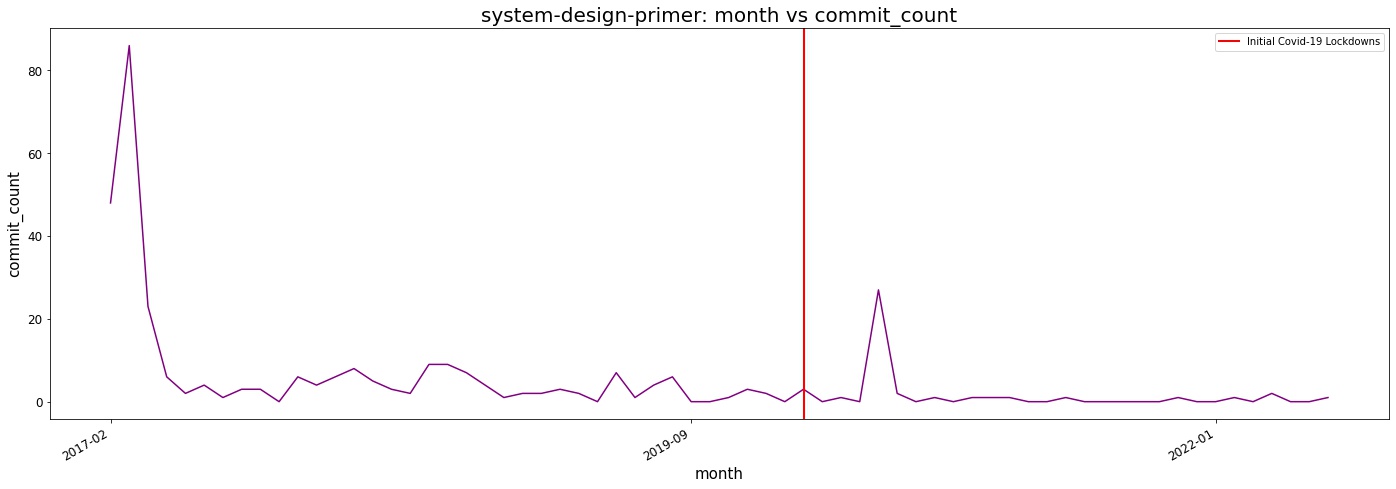 system-design-primer: month vs commit_count
Initial Covid-19 Lockdowns
80
60
40
20
0
commit_count
2017-02
2019-09
2022-01
month